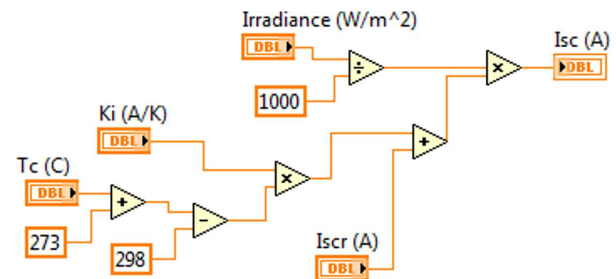 Irradiance (W/m^2)
Isc (A)
DBL
÷
×
DBL
1000
Ki (A/K)
DBL
+
Tc (C)
×
DBL
+
−
273
298
Iscr (A)
DBL